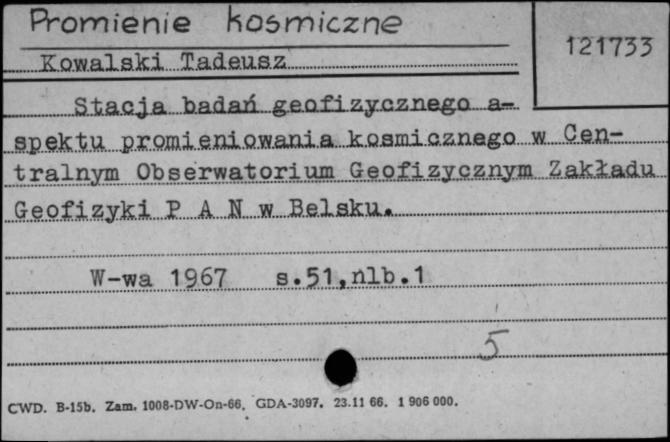 Promienie kosmiczne
121733
Kowalski Tadeusz
Stacja badań geofizycznego a-
spektu promieniowania kosmicznego w Cen-
tralnym Obserwatorium Geofizycznym Zakładu
Geofizyki P A N w Belsku.
W-wa 1967 s.51,nlb.1
5
CWD. B-15b. Zam. 1008-DW-On-66. GDA-3097. 23.11 66. 1 906 000.